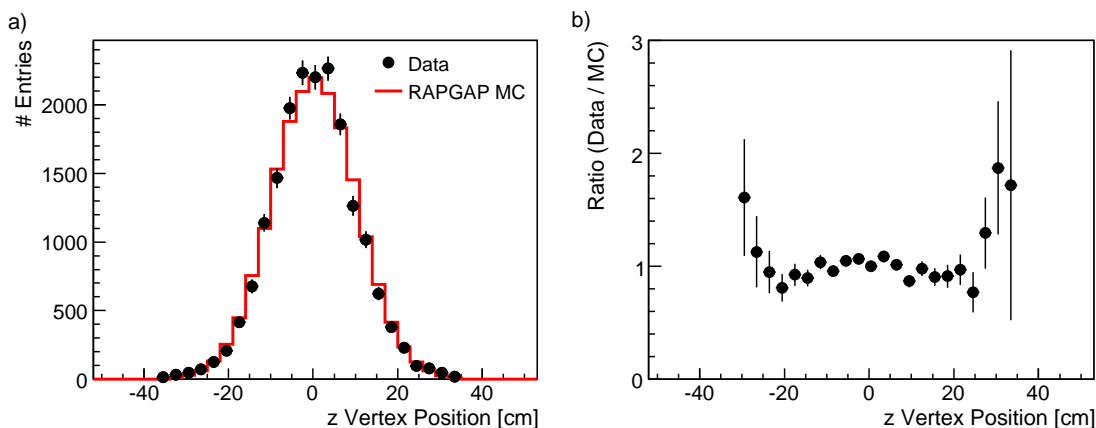 a)
# Entries
2000
1500
1000
500
0
Data
RAPGAP MC
-40
-20
0
20
40
z Vertex Position [cm]
b)
Ratio (Data / MC)
3
2
1
0
-40
-20
0
20
40
z Vertex Position [cm]